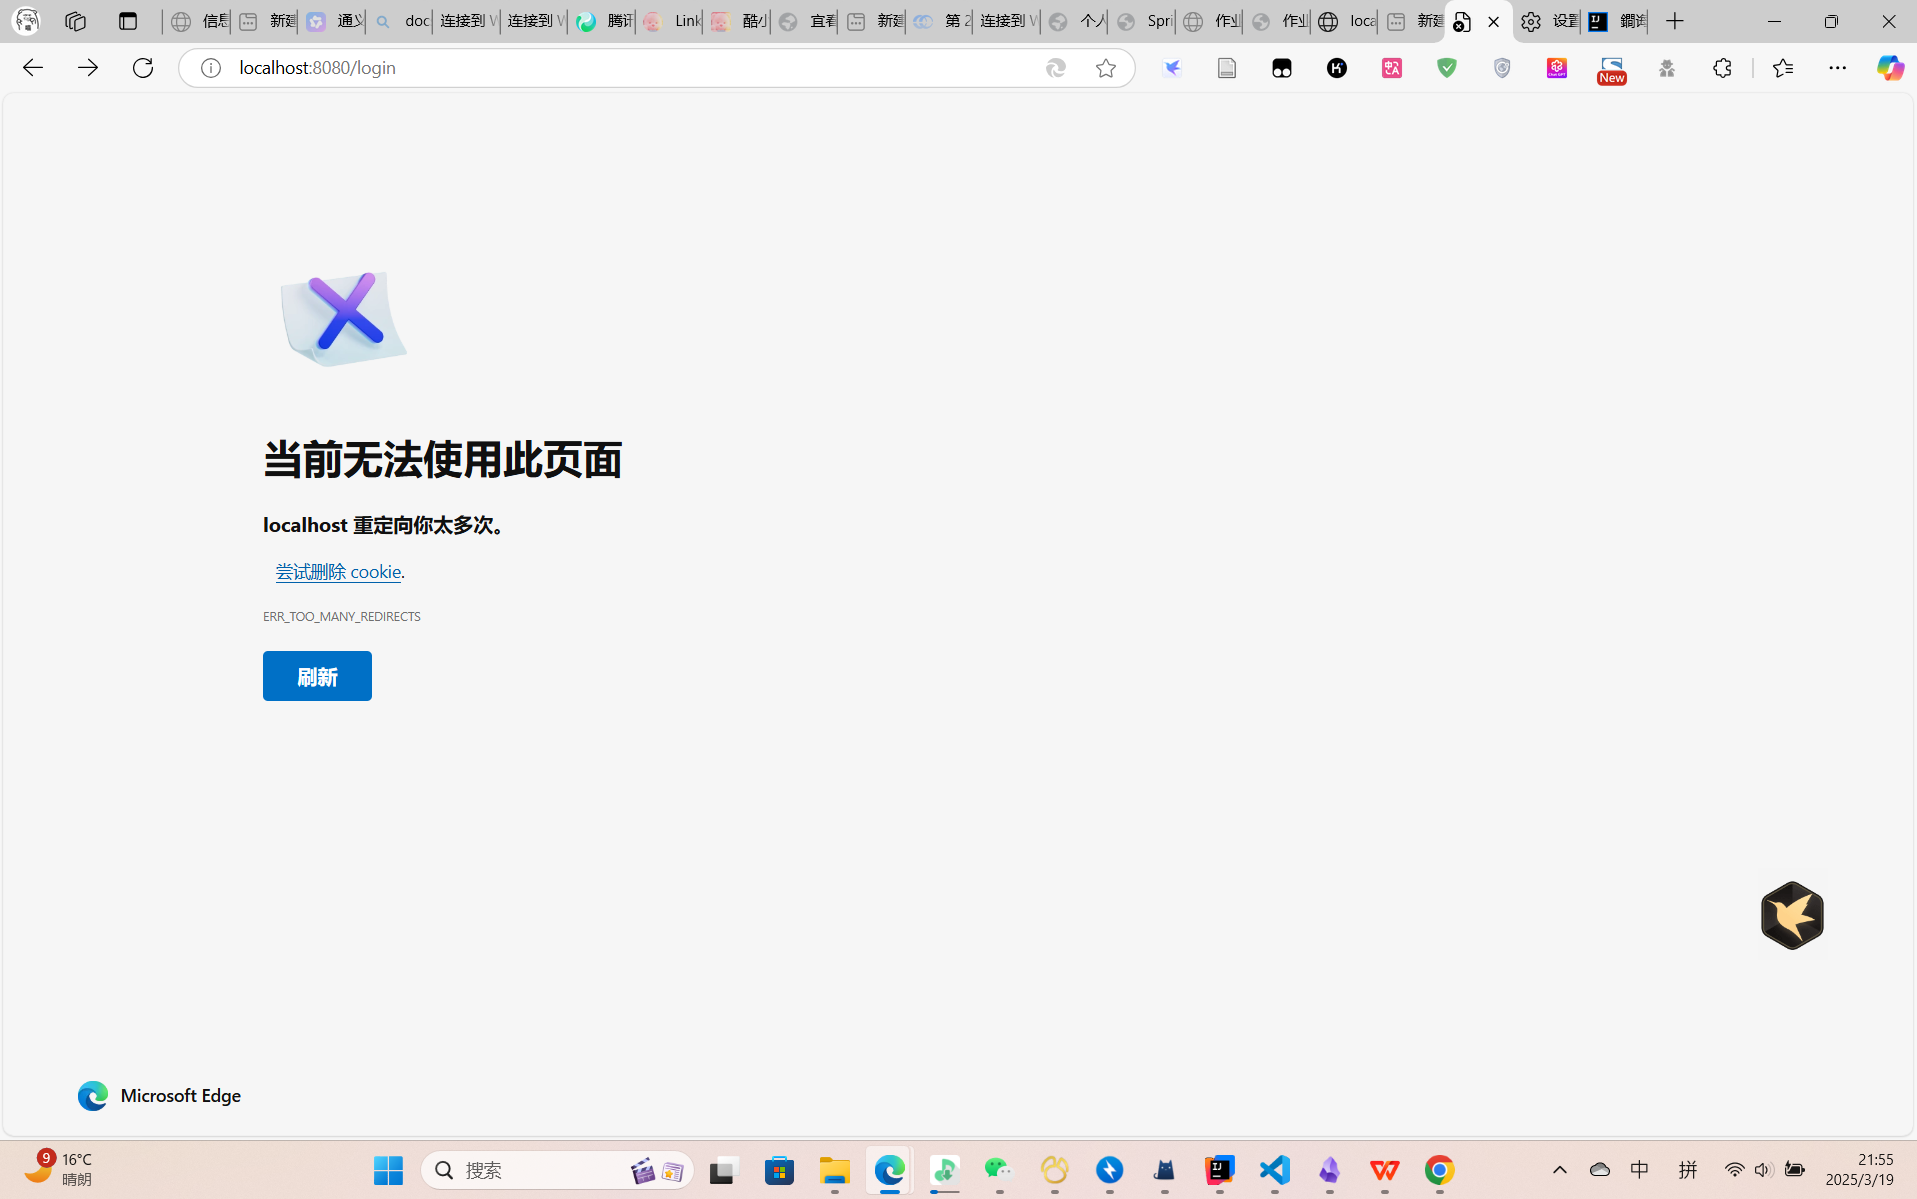 信息
新建
通义
doc
连接到 V
连接到 V
腾讯
Link
酷小
宜看
新建
第 2
连接到 V
个人
Spri
作业
作业
loca
新建
设置
localhost:8080/login
New
当前无法使用此页面
localhost 重定向你太多次。
尝试删除 cookie.
ERR_TOO_MANY_REDIRECTS
刷新
Microsoft Edge
9
16°C
晴朗
搜索
中
拼
21:55
2025/3/19